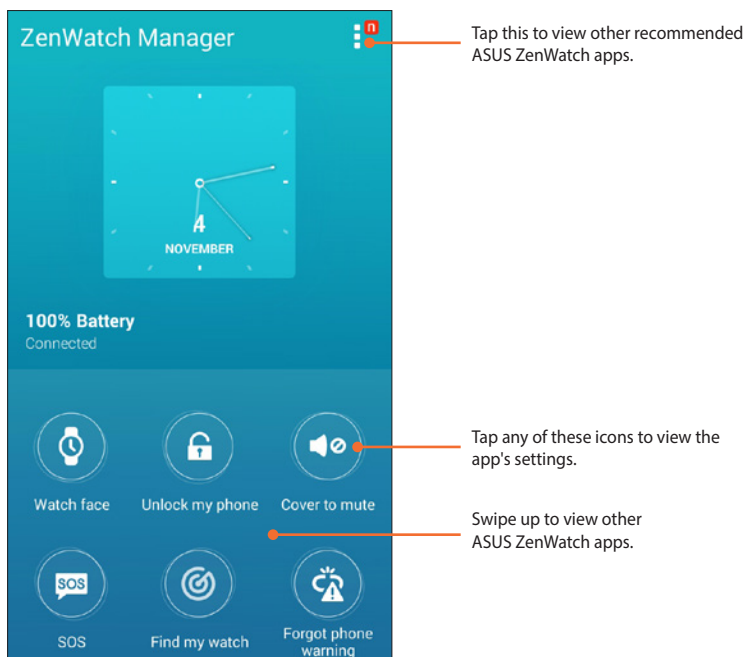 ZenWatch Manager
n
Tap this to view other recommended
ASUS ZenWatch apps.
4
NOVEMBER
100% Battery
Connected
Tap any of these icons to view the
app's settings.
Watch face
Unlock my phone
Cover to mute
Swipe up to view other
ASUS ZenWatch apps.
SOS
SOS
Find my watch
Forgot phone
warning